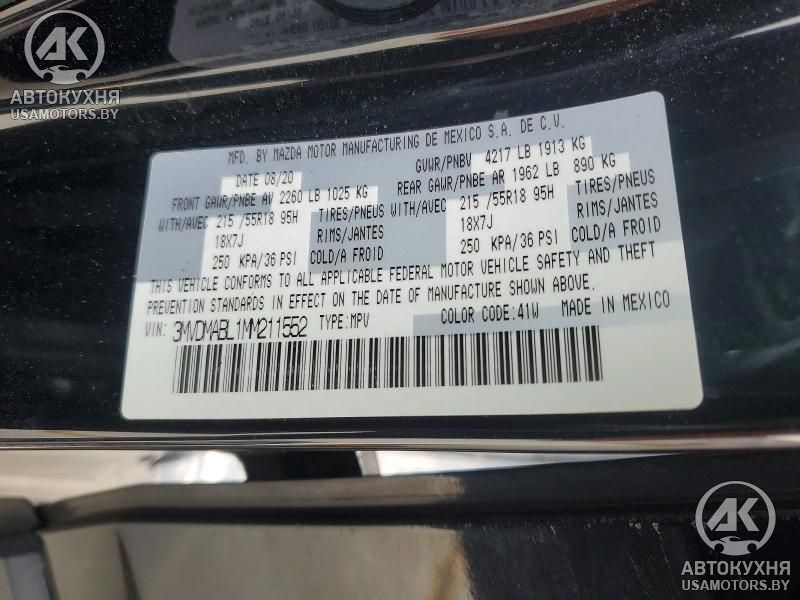 АК
АВТОКУХНЯ
USAMOTORS.BY
MFD. BY MAZDA MOTOR MANUFACTURING DE MEXICO S.A. DE C.V.
DATE 08/20 GVWR/PNBV 4217 LB 1913 KG
FRONT GAWR/PNBE AV 2260 LB 1025 KG REAR GAWR/PNBE AR 1962 LB 890 KG
WITH/AVEC 215 /55R18 95H TIRES/PNEUS WITH/AVEC 215 /55R18 95H TIRES/PNEUS
18X7J RIMS/JANTES 18X7J RIMS/JANTES
250 KPA/36 PSI COLD/A FROID 250 KPA/36 PSI COLD/A FROID
THIS VEHICLE CONFORMS TO ALL APPLICABLE FEDERAL MOTOR VEHICLE SAFETY AND THEFT
PREVENTION STANDARDS IN EFFECT ON THE DATE OF MANUFACTURE SHOWN ABOVE.
VIN: 3MVDMABL1MM211552 TYPE:MPV COLOR CODE:41W MADE IN MEXICO
АК
АВТОКУХНЯ
USAMOTORS.BY